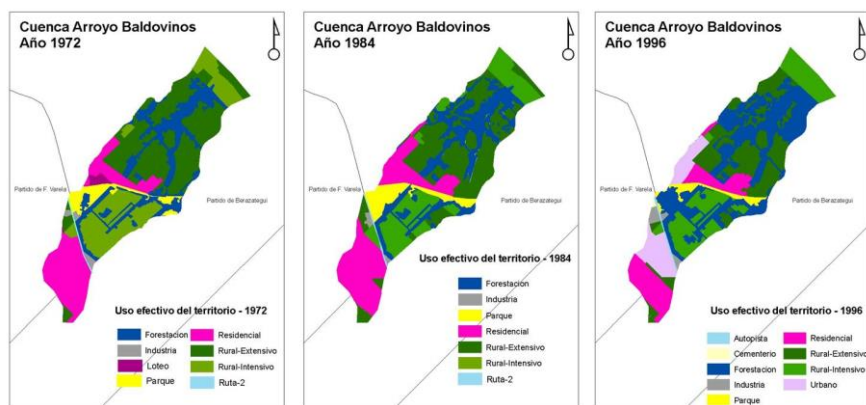 Cuenca Arroyo Baldovinos
Año 1972
Partido de F. Varela
Partido de Berazategui
Uso efectivo del territorio - 1972
Forestacion
Industria
Loteo
Parque
Residencial
Rural-Extensivo
Rural-Intensivo
Ruta-2
Cuenca Arroyo Baldovinos
Año 1984
Partido de F. Varela
Partido de Berazategui
Uso efectivo del territorio - 1984
Forestacion
Industria
Parque
Residencial
Rural-Extensivo
Rural-Intensivo
Ruta-2
Cuenca Arroyo Baldovinos
Año 1996
Partido de F. Varela
Partido de Berazategui
Uso efectivo del territorio - 1996
Autopista
Cementerio
Forestacion
Industria
Parque
Residencial
Rural-Extensivo
Rural-Intensivo
Urbano